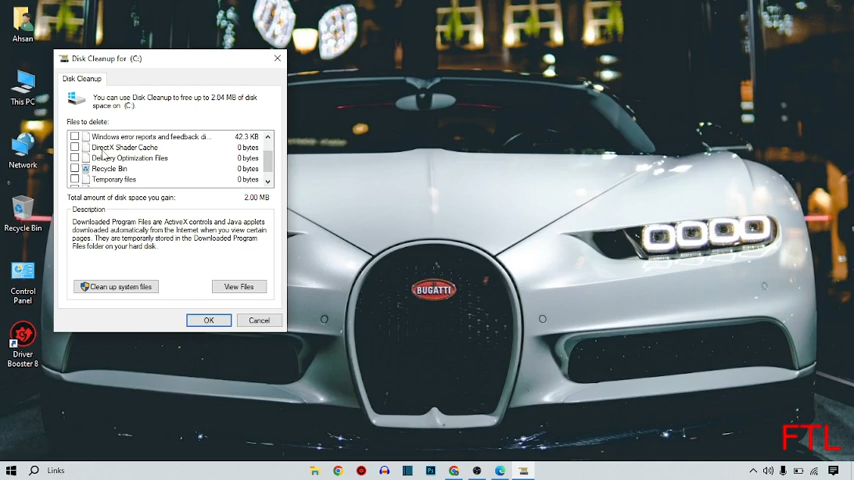 Ahsan
This PC
Network
Recycle Bin
Control
Panel
Driver
Booster 8
Disk Cleanup for (C:)
Disk Cleanup
You can use Disk Cleanup to free up to 2.04 MB of disk
space on (C:).
Files to delete:
Windows error reports and feedback di... 42.3 KB
DirectX Shader Cache 0 bytes
Delivery Optimization Files 0 bytes
Recycle Bin 0 bytes
Temporary files 0 bytes
Total amount of disk space you gain: 2.00 MB
Description
Downloaded Program Files are ActiveX controls and Java applets
downloaded automatically from the Internet when you view certain
pages. They are temporarily stored in the Downloaded Program
Files folder on your hard disk.
Clean up system files
View Files
OK
Cancel
BUGATTI
FTL
Links